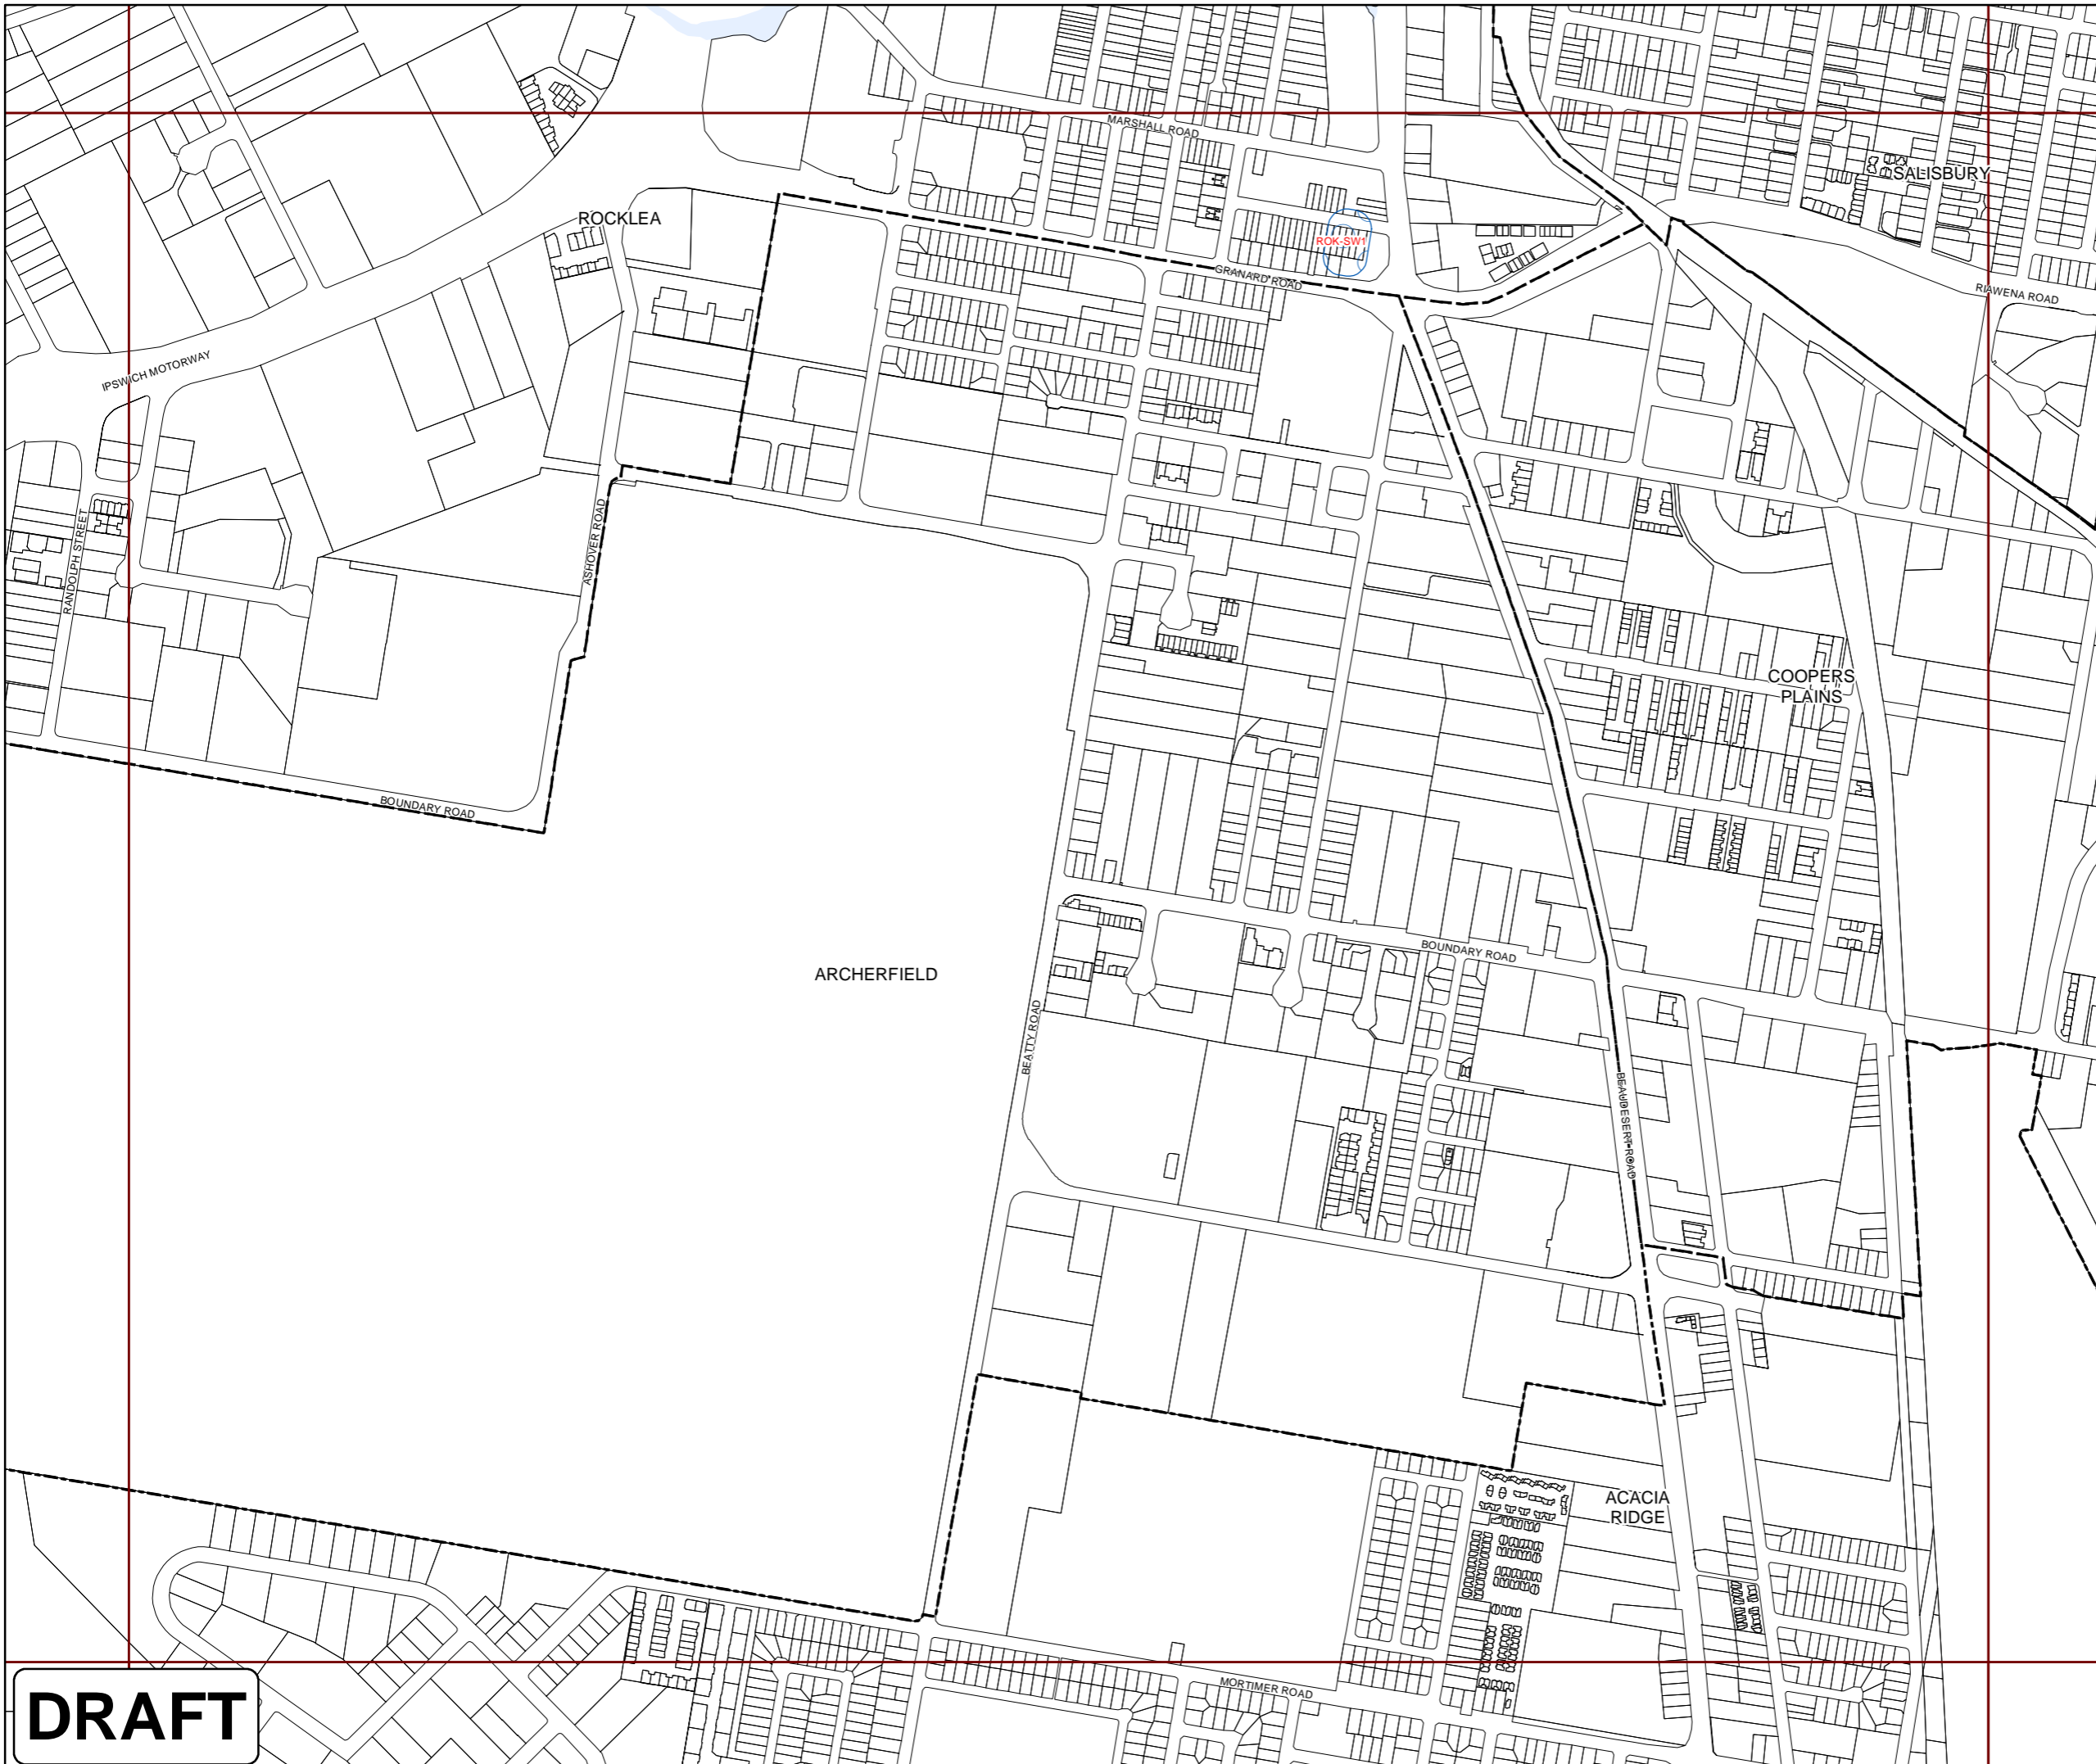 MARSHALL ROAD
SALISBURY
ROCKLEA
ROK-SW1
GRANARD ROAD
RIAWENA ROAD
IPSWICH MOTORWAY
RANDOLPH STREET
ASHOVER ROAD
COOPERS
PLAINS
BOUNDARY ROAD
BOUNDARY ROAD
ARCHERFIELD
BEATTY ROAD
BEAUDESERT ROAD
ACACIA
RIDGE
MORTIMER ROAD
DRAFT